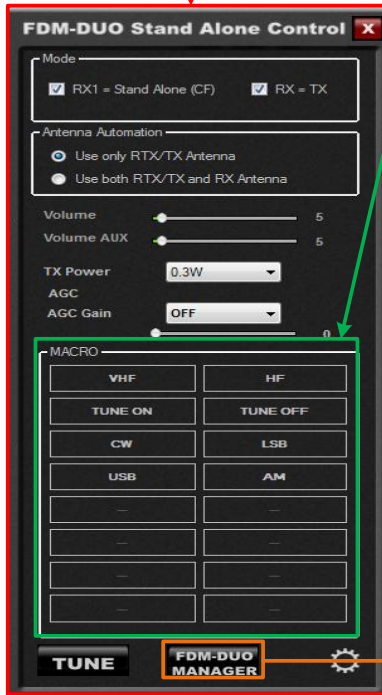 FDM-DUO Stand Alone Control X
Mode
RX1 = Stand Alone (CF) RX = TX
Antenna Automation
Use only RTX/TX Antenna
Use both RTX/TX and RX Antenna
Volume 5
Volume AUX 5
TX Power 0.3W
AGC
AGC Gain OFF
0
MACRO
VHF HF
TUNE ON TUNE OFF
CW LSB
USB AM
--- ---
--- ---
--- ---
--- ---
TUNE FDM-DUO
MANAGER